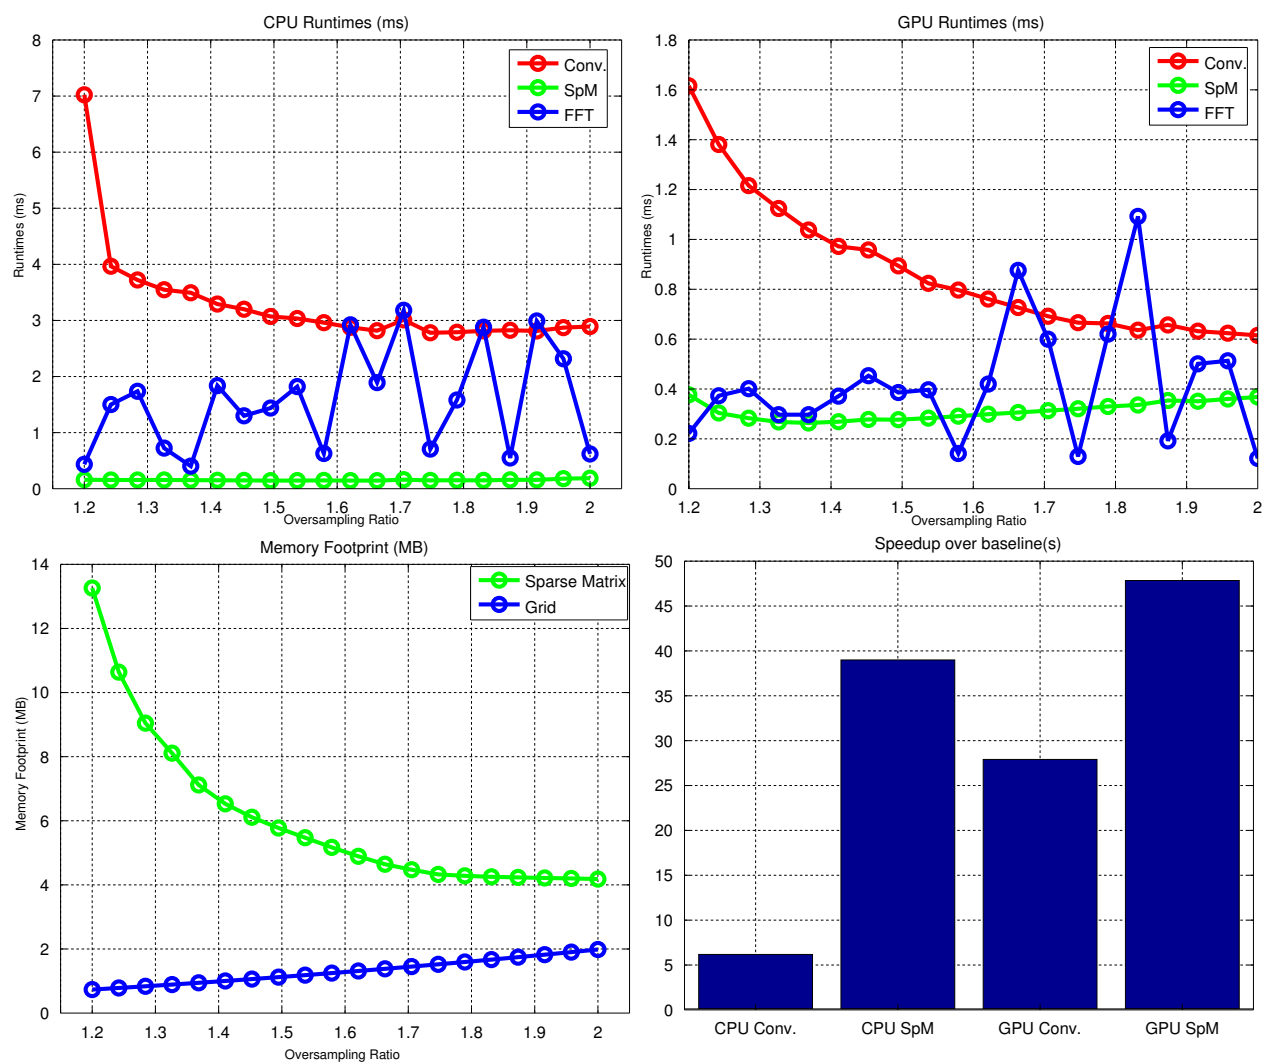 CPU Runtimes (ms)
8
7
6
5
4
3
2
1
0
Runtimes (ms)
Conv.
SpM
FFT
1.2 1.3 1.4 1.5 1.6 1.7 1.8 1.9 2
Oversampling Ratio
GPU Runtimes (ms)
1.8
1.6
1.4
1.2
1
0.8
0.6
0.4
0.2
0
Runtimes (ms)
Conv.
SpM
FFT
1.2 1.3 1.4 1.5 1.6 1.7 1.8 1.9 2
Oversampling Ratio
Memory Footprint (MB)
14
12
10
8
6
4
2
0
Memory Footprint (MB)
Sparse Matrix
Grid
1.2 1.3 1.4 1.5 1.6 1.7 1.8 1.9 2
Oversampling Ratio
Speedup over baseline(s)
50
45
40
35
30
25
20
15
10
5
0
CPU Conv. CPU SpM GPU Conv. GPU SpM